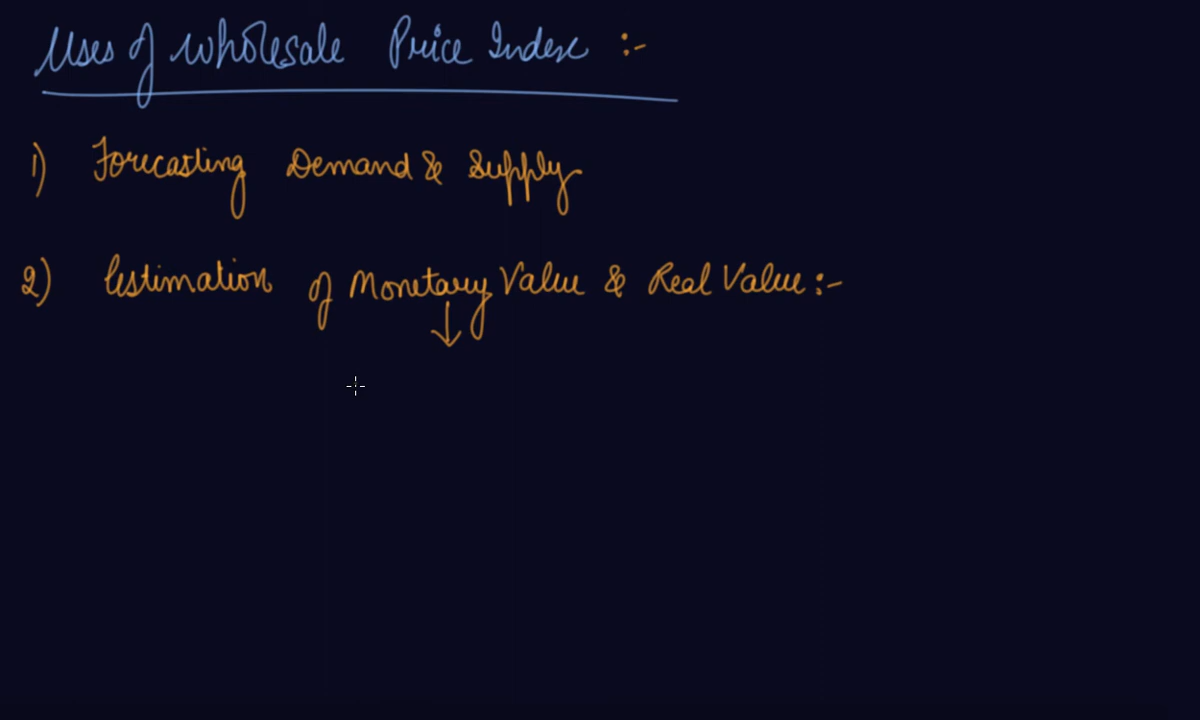 Uses of Wholesale Price Index :-
1) Forecasting Demand & Supply
2) Estimation of Monetary Value & Real Value :-
↓